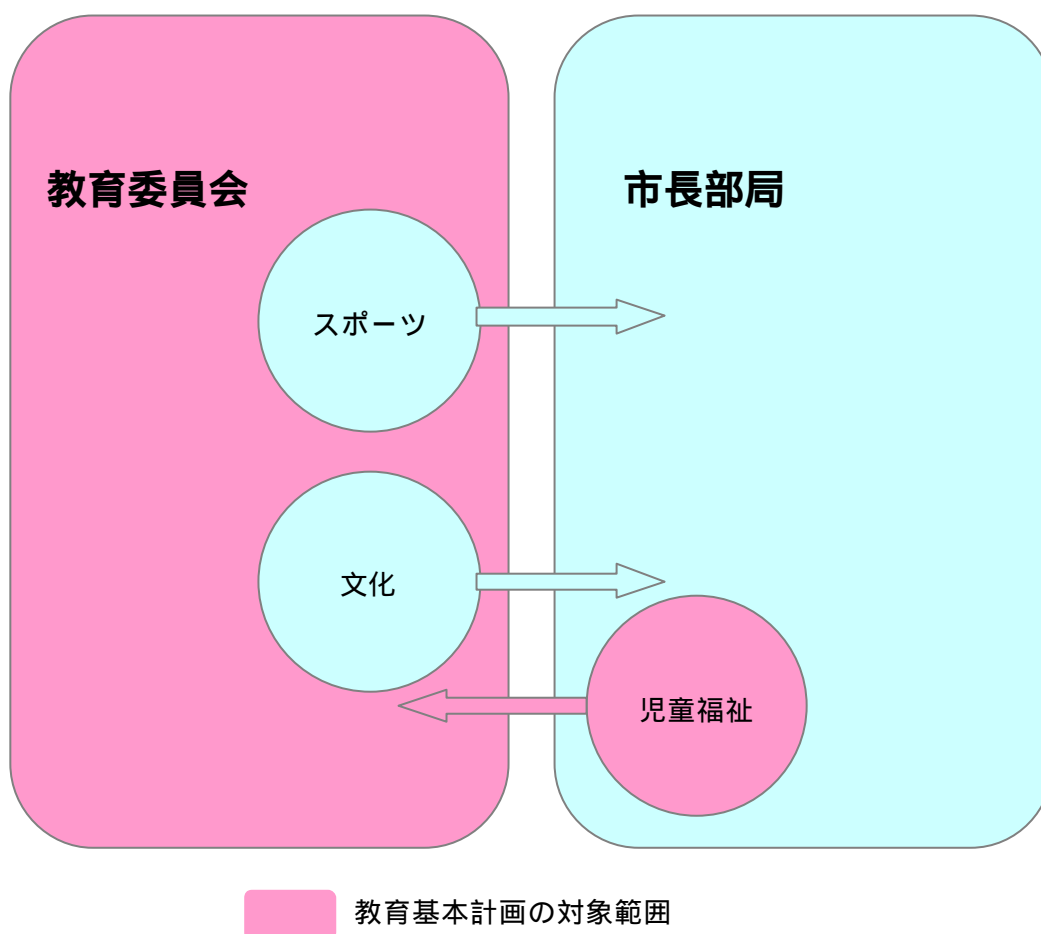 教育委員会
市長部局
スポーツ
文化
児童福祉
教育基本計画の対象範囲